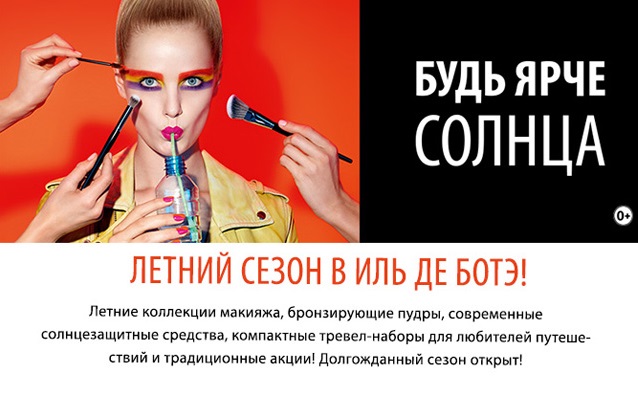 БУДЬ ЯРЧЕ
СОЛНЦА
0+
ЛЕТНИЙ СЕЗОН В ИЛЬ ДЕ БОТЭ!
Летние коллекции макияжа, бронзирующие пудры, современные
солнцезащитные средства, компактные тревел-наборы для любителей путеше-
ствий и традиционные акции! Долгожданный сезон открыт!